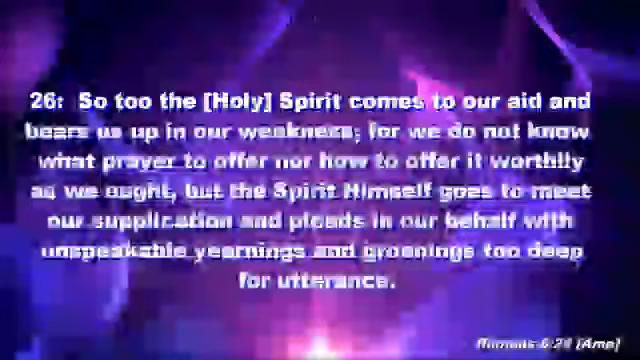 26: So too the [Holy] Spirit comes to our aid and
bears us up in our weakness; for we do not know
what prayer to offer nor how to offer it worthily
as we ought, but the Spirit Himself goes to meet
our supplication and pleads in our behalf with
unspeakable yearnings and groanings too deep
for utterance.
Romans [Amp]